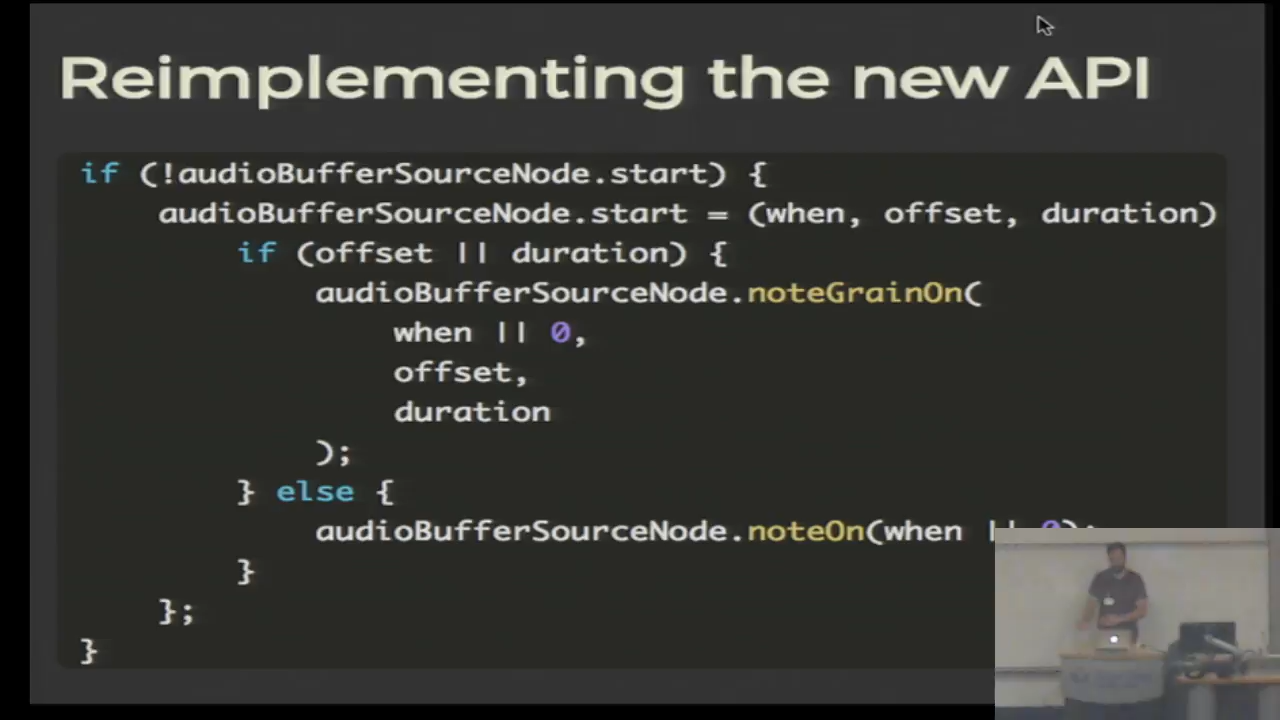 Reimplementing the new API
if (!audioBufferSourceNode.start) {
audioBufferSourceNode.start = (when, offset, duration)
if (offset || duration) {
audioBufferSourceNode.noteGrainOn(
when || 0,
offset,
duration
);
} else {
audioBufferSourceNode.noteOn(when || 0);
}
};
}